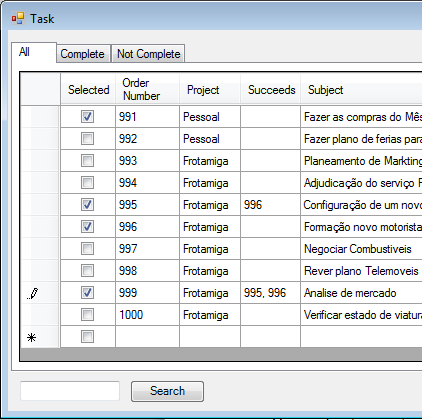 Task
All Complete Not Complete
Selected Order Number Project Succeeds Subject
991 Pessoal Fazer as compras do Mês
992 Pessoal Fazer plano de ferias para
993 Frotamiga Planeamento de Markting
994 Frotamiga Adjudicação do serviço
995 Frotamiga 996 Configuração de um novo
996 Frotamiga Formação novo motorista
997 Frotamiga Negociar Combustiveis
998 Frotamiga Rever plano Telemoveis
999 Frotamiga 995, 996 Analise de mercado
1000 Frotamiga Verificar estado de viatur
Search